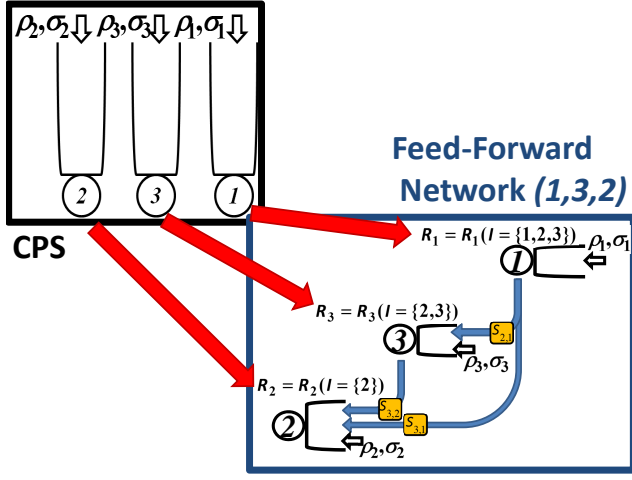 ρ₂,σ₂ ρ₃,σ₃ ρ₁,σ₁
2 3 1
CPS
Feed-Forward
Network (1,3,2)
R₁ = R₁(I = {1,2,3})
ρ₁,σ₁
1
R₃ = R₃(I = {2,3})
3
S₂,₁
ρ₃,σ₃
R₂ = R₂(I = {2})
S₃,₂
2
S₃,₁
ρ₂,σ₂